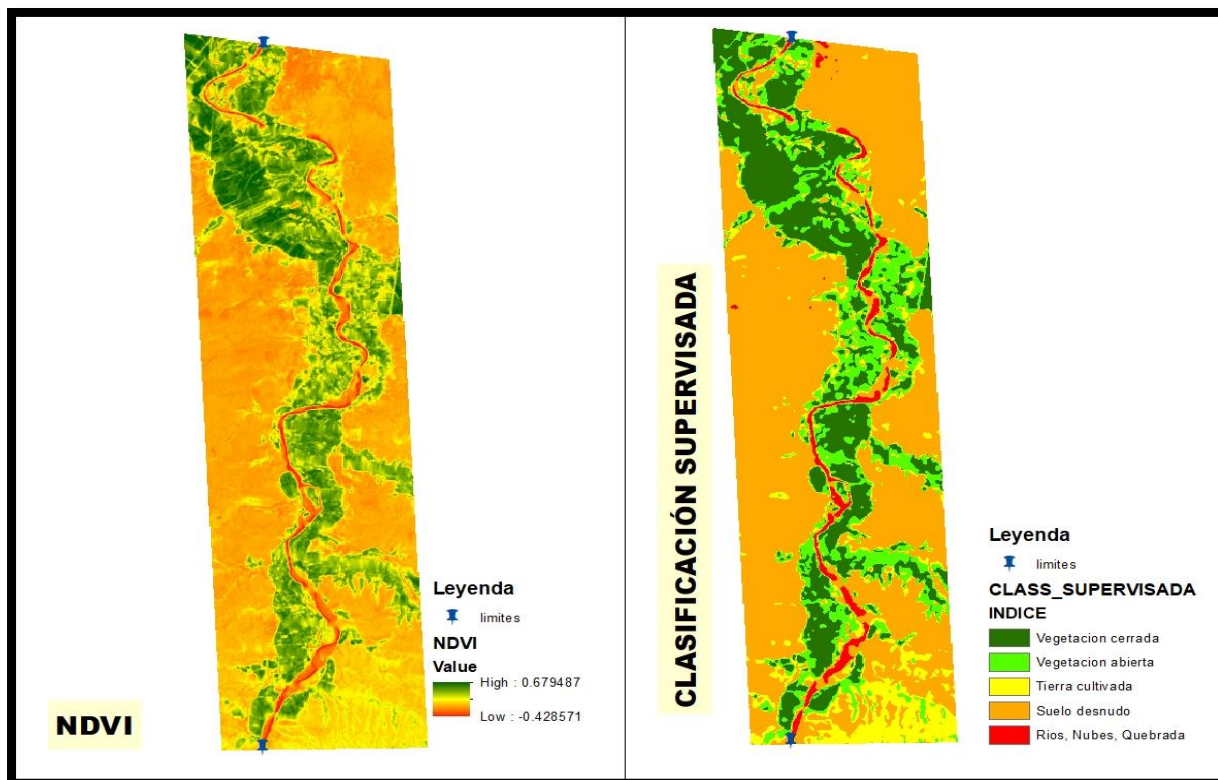 Leyenda
limites
NDVI
Value
High : 0.679487
Low : -0.428571
NDVI
CLASIFICACIÓN SUPERVISADA
Leyenda
limites
CLASS_SUPERVISADA
INDICE
Vegetacion cerrada
Vegetacion abierta
Tierra cultivada
Suelo desnudo
Rios, Nubes, Quebrada